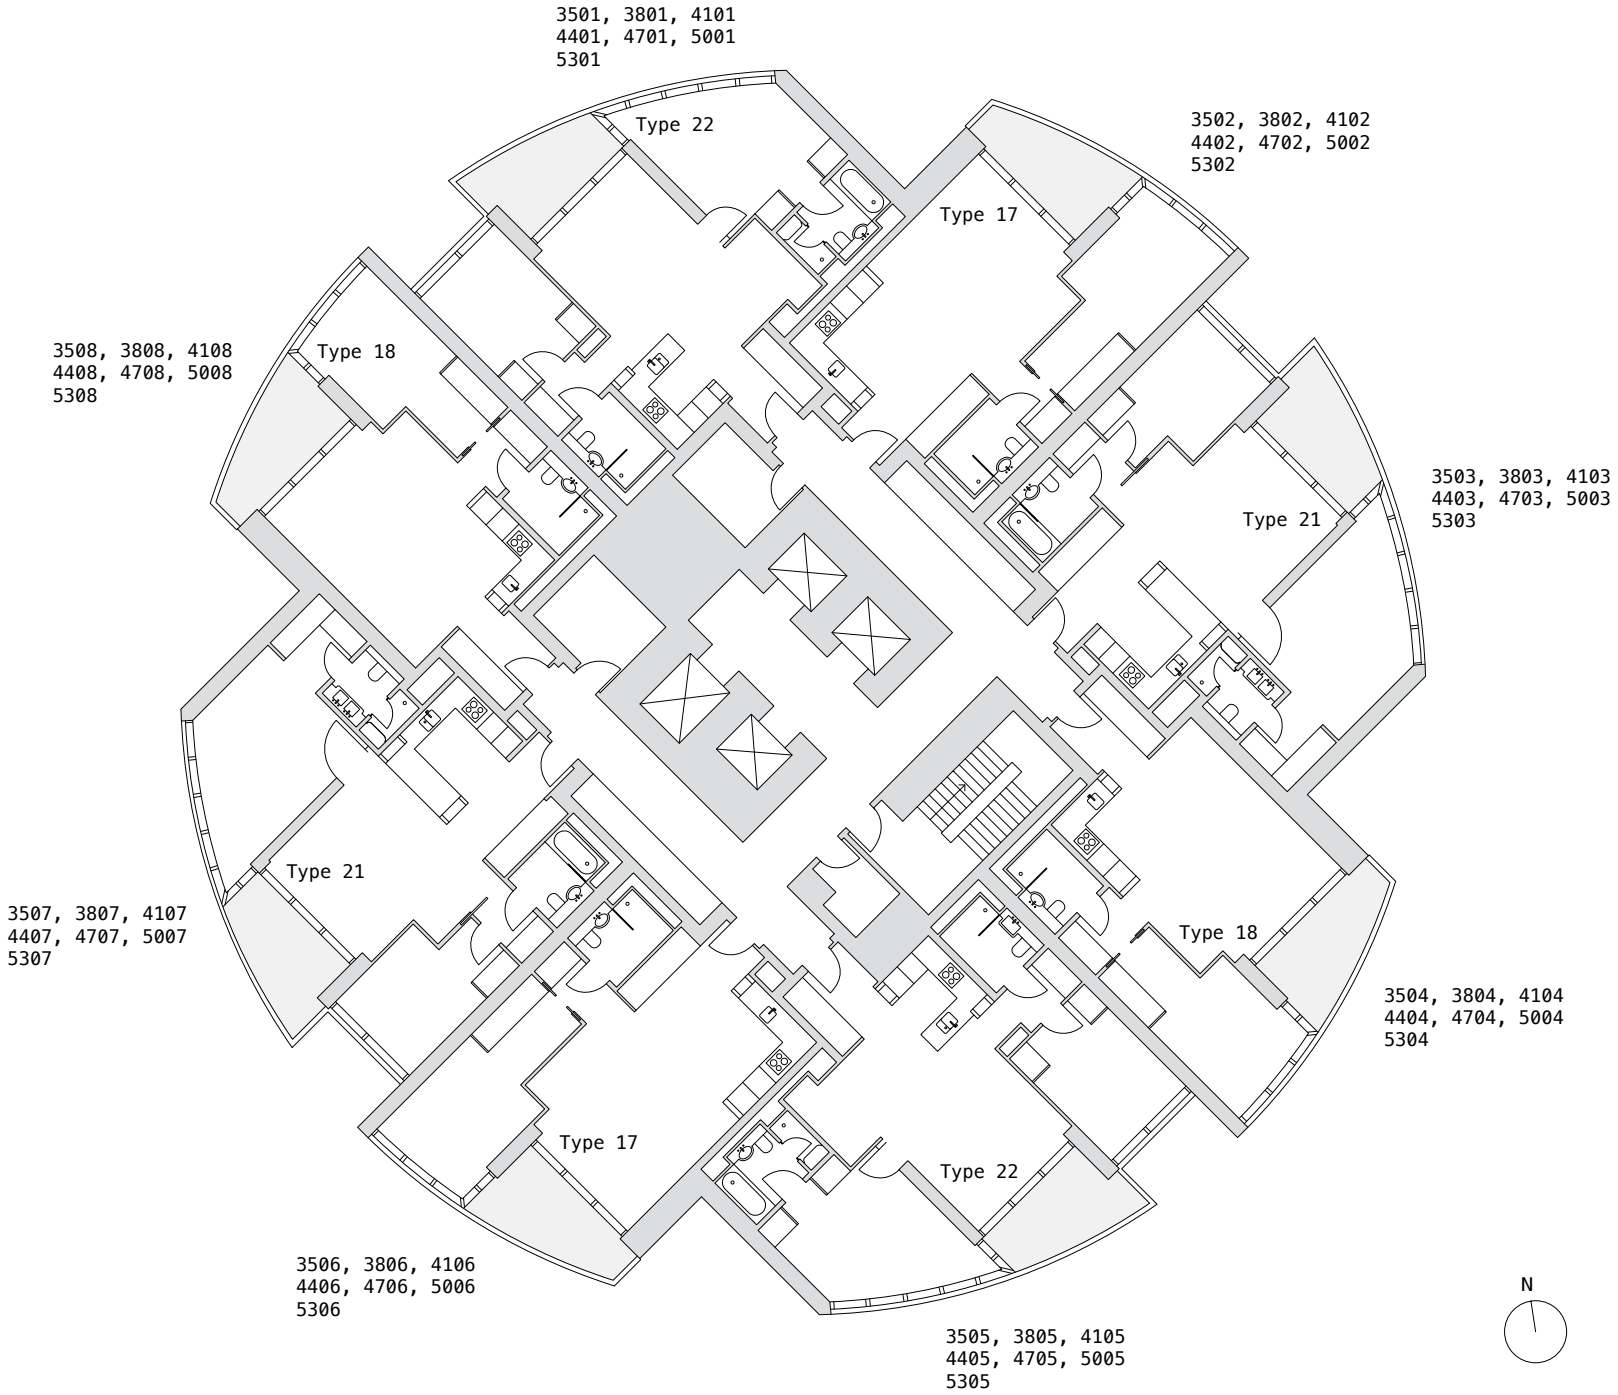 3501, 3801, 4101
4401, 4701, 5001
5301
Type 22
3502, 3802, 4102
4402, 4702, 5002
5302
Type 17
3508, 3808, 4108
4408, 4708, 5008
5308
Type 18
3503, 3803, 4103
4403, 4703, 5003
5303
Type 21
Type 21
3507, 3807, 4107
4407, 4707, 5007
5307
Type 18
3504, 3804, 4104
4404, 4704, 5004
5304
Type 17
Type 22
3506, 3806, 4106
4406, 4706, 5006
5306
3505, 3805, 4105
4405, 4705, 5005
5305
N